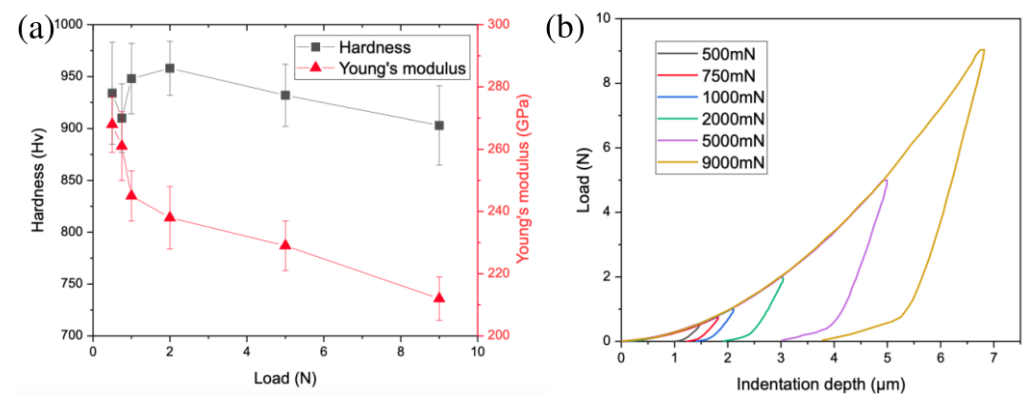 (a)
1000
950
900
850
800
750
700
Hardness (Hv)
0
2
4
6
8
10
Load (N)
300
280
260
240
220
200
Young's modulus (GPa)
Hardness
Young's modulus
(b)
10
8
6
4
2
0
Load (N)
0
1
2
3
4
5
6
7
Indentation depth (μm)
500mN
750mN
1000mN
2000mN
5000mN
9000mN